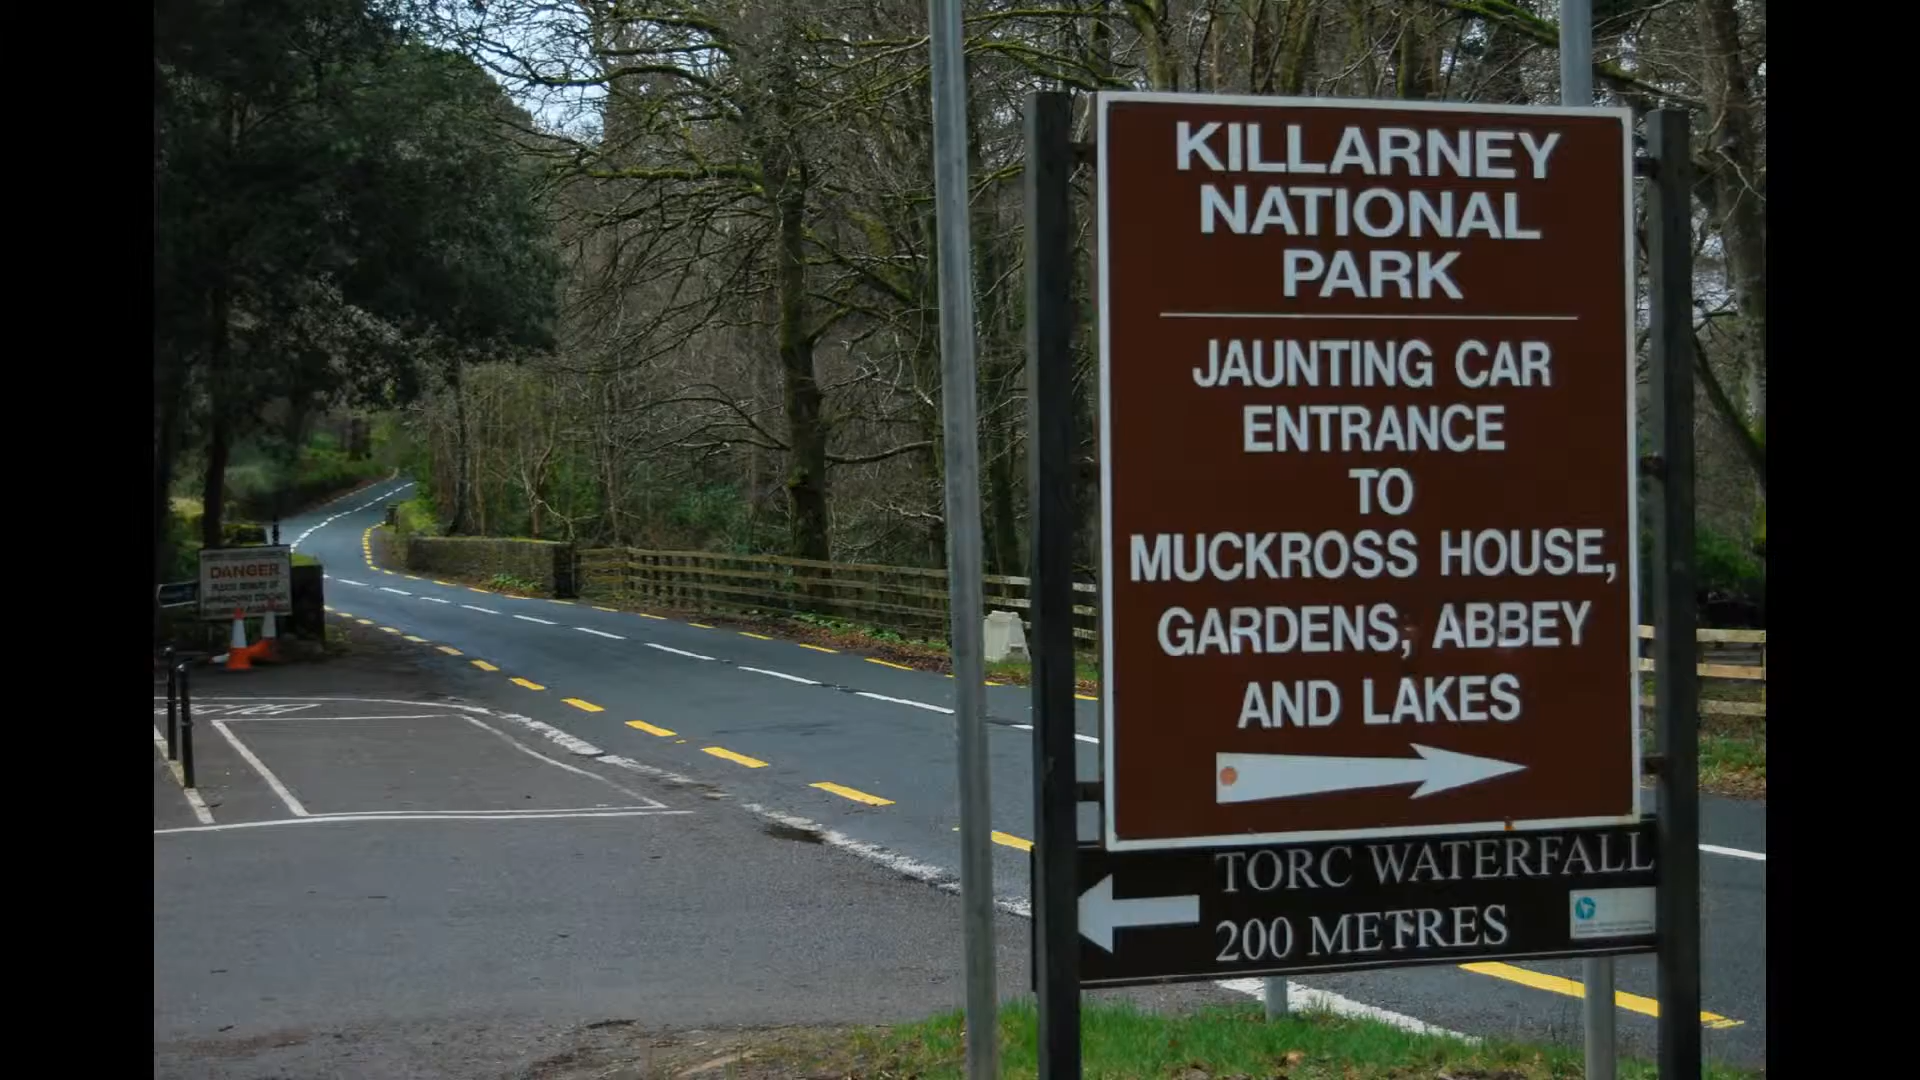 KILLARNEY
NATIONAL
PARK
JAUNTING CAR
ENTRANCE
TO
MUCKROSS HOUSE,
GARDENS, ABBEY
AND LAKES
TORC WATERFALL
200 METRES
DANGER